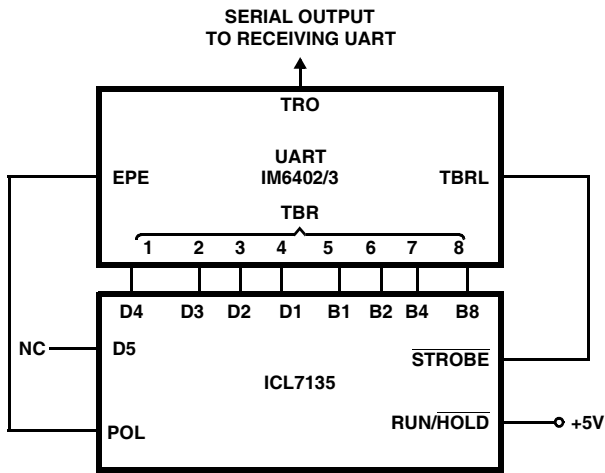 SERIAL OUTPUT
TO RECEIVING UART
TRO
UART
IM6402/3
EPE
TBRL
TBR
1 2 3 4 5 6 7 8
D4 D3 D2 D1 B1 B2 B4 B8
NC
D5
STROBE
ICL7135
RUN/HOLD
+5V
POL